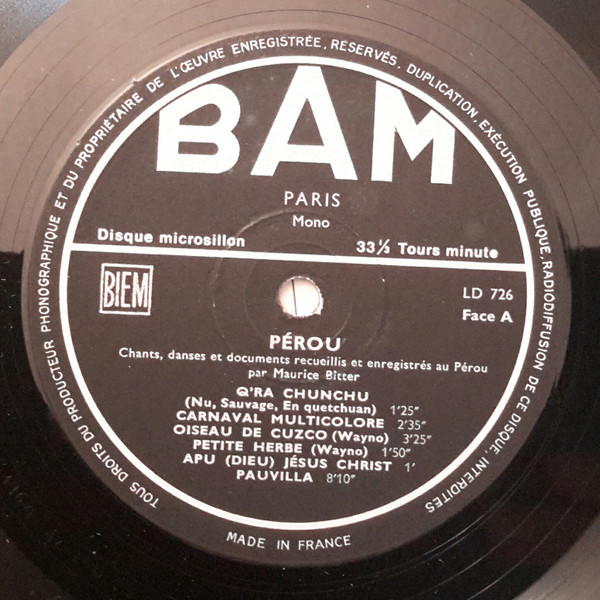 BAM
PARIS
Mono
Disque microsillon 33⅓ Tours minute
BIEM
LD 726
Face A
PÉROU
Chants, danses et documents recueillis et enregistrés au Pérou
par Maurice Bitter
Q'RA CHUNCHU
(Nu, Sauvage, En quetchuan) 1'25"
CARNAVAL MULTICOLORE 2'35"
OISEAU DE CUZCO (Wayno) 3'25"
PETITE HERBE (Wayno) 1'50"
APU (DIEU) JÉSUS CHRIST 1'
PAUVILLA 8'10"
TOUS DROITS DU PRODUCTEUR PHONOGRAPHIQUE ET DU PROPRIÉTAIRE DE L'ŒUVRE ENREGISTRÉE, RÉSERVÉS, DUPLICATION, EXÉCUTION PUBLIQUE, RADIODIFFUSION DE CE DISQUE, INTERDITES
MADE IN FRANCE